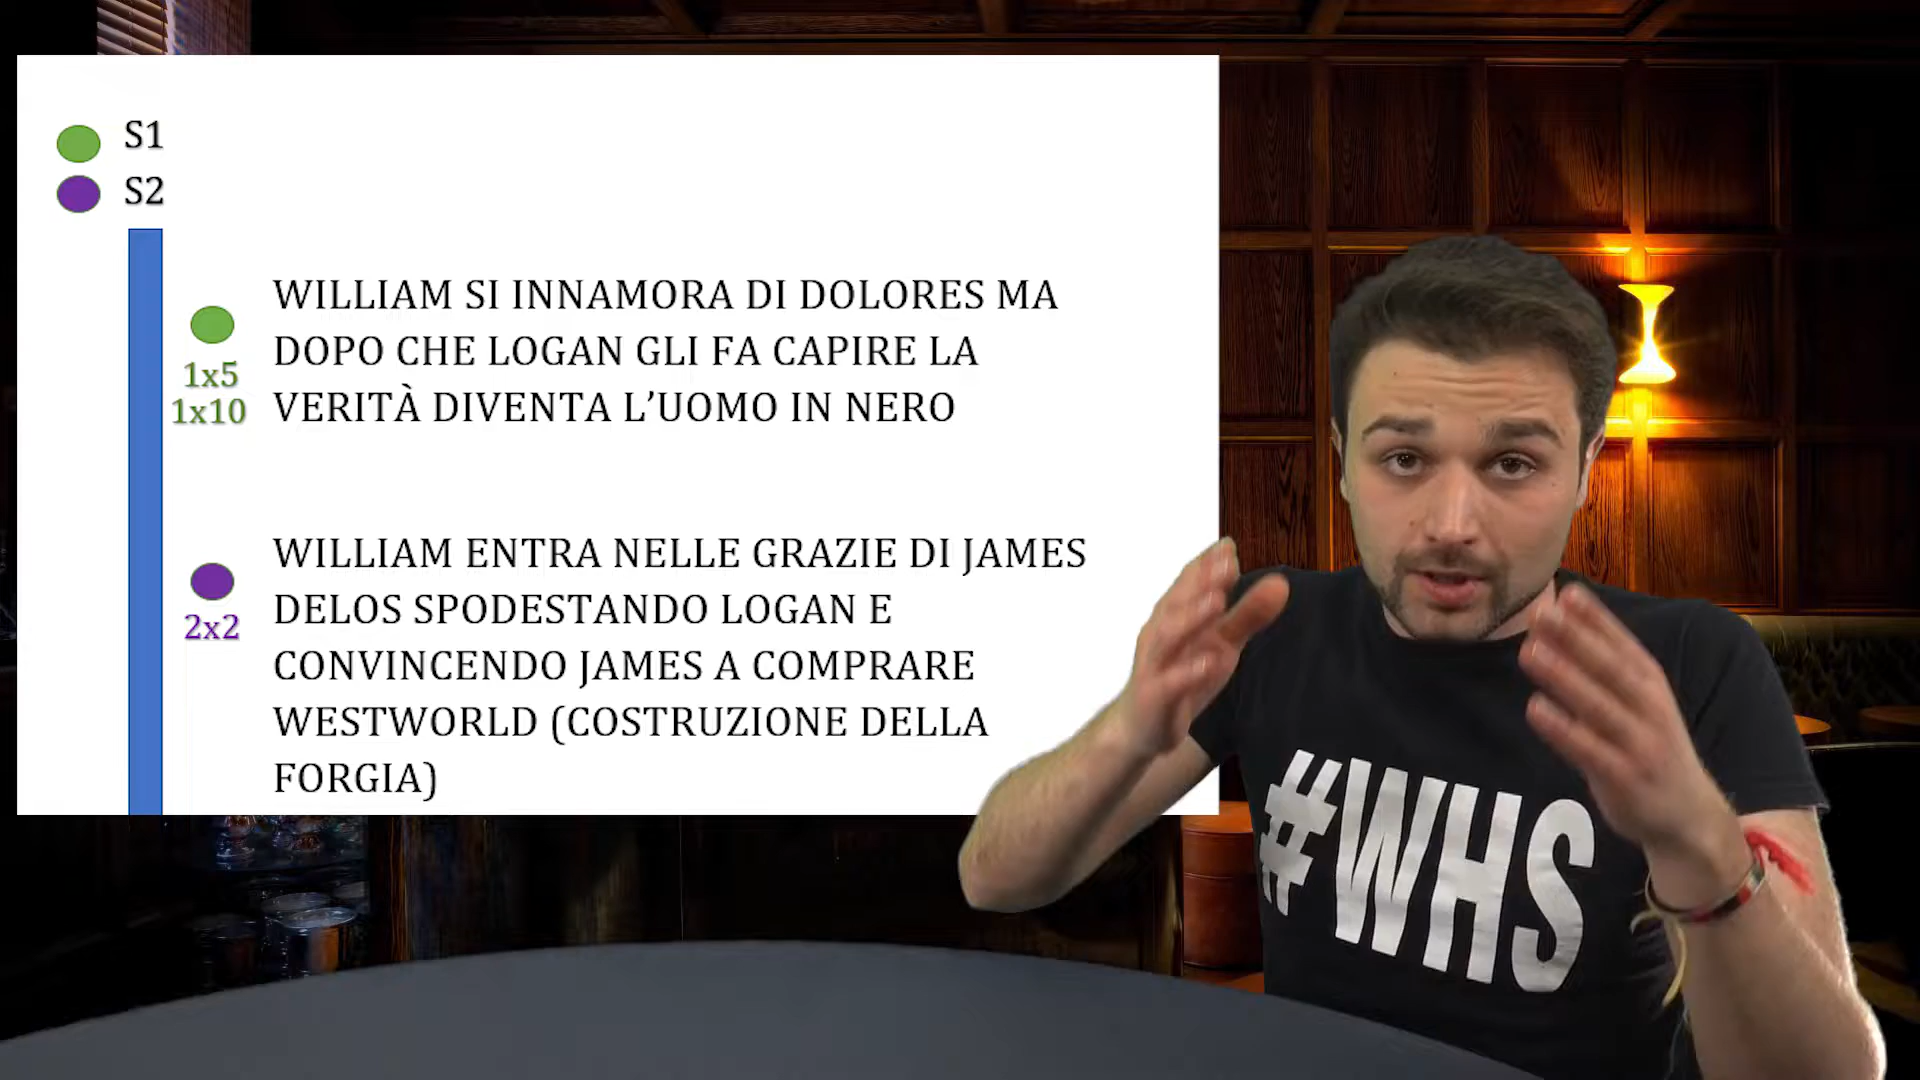 S1
S2
WILLIAM SI INNAMORA DI DOLORES MA
DOPO CHE LOGAN GLI FA CAPIRE LA
VERITÀ DIVENTA L’UOMO IN NERO
1x5
1x10
WILLIAM ENTRA NELLE GRAZIE DI JAMES
DELOS SPODESTANDO LOGAN E
CONVINCENDO JAMES A COMPRARE
WESTWORLD (COSTRUZIONE DELLA
FORGIA)
2x2
#WHS